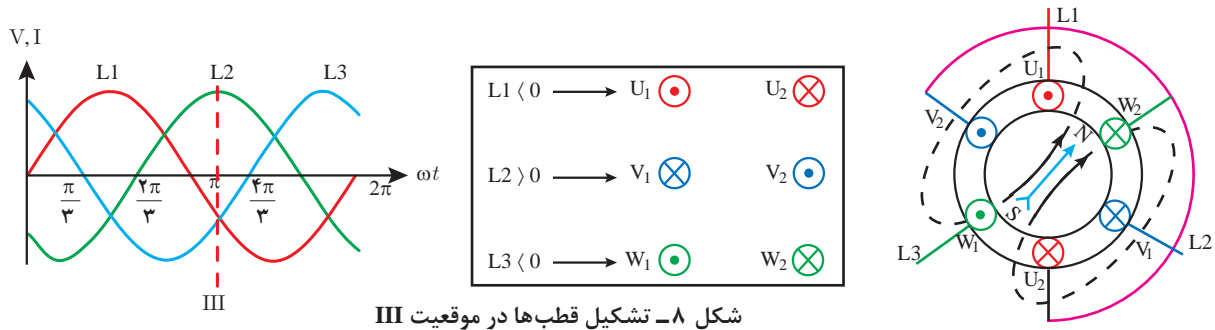 V, I
L1 L2 L3
π/۳ ۲π/۳ π ۴π/۳ ۲π ωt
III
L1 ⟨ 0 ⟶ U₁ U₂
L2 ⟩ 0 ⟶ V₁ V₂
L3 ⟨ 0 ⟶ W₁ W₂
L1
U₁
V₂ W₂
N
S
W₁ V₁
L3 L2
U₂
شکل ۸ـ تشکیل قطب‌ها در موقعیت III